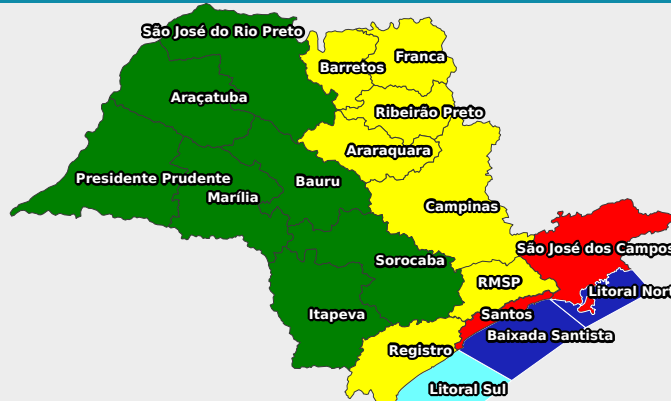 São José do Rio Preto
Franca
Barretos
Araçatuba
Ribeirão Preto
Araraquara
Presidente Prudente
Bauru
Marília
Campinas
São José dos Campos
Sorocaba
RMSP
Litoral Nort
Itapeva
Santos
Baixada Santista
Registro
Litoral Sul